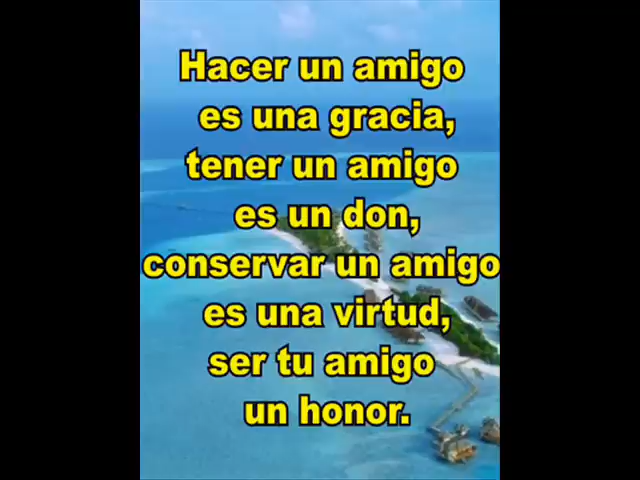 Hacer un amigo
es una gracia,
tener un amigo
es un don,
conservar un amigo
es una virtud,
ser tu amigo
un honor.